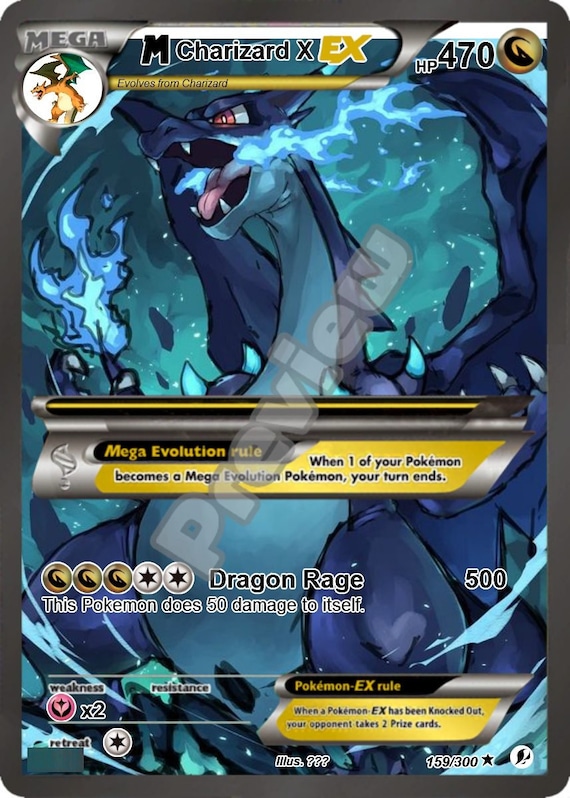 MEGA
M Charizard X EX
HP470
Evolves from Charizard
Preview
Mega Evolution rule
When 1 of your Pokémon
becomes a Mega Evolution Pokémon, your turn ends.
Dragon Rage 500
This Pokemon does 50 damage to itself.
weakness resistance
x2
retreat
Pokémon-EX rule
When a Pokémon-EX has been Knocked Out,
your opponent takes 2 Prize cards.
Illus. ???
159/300 ★